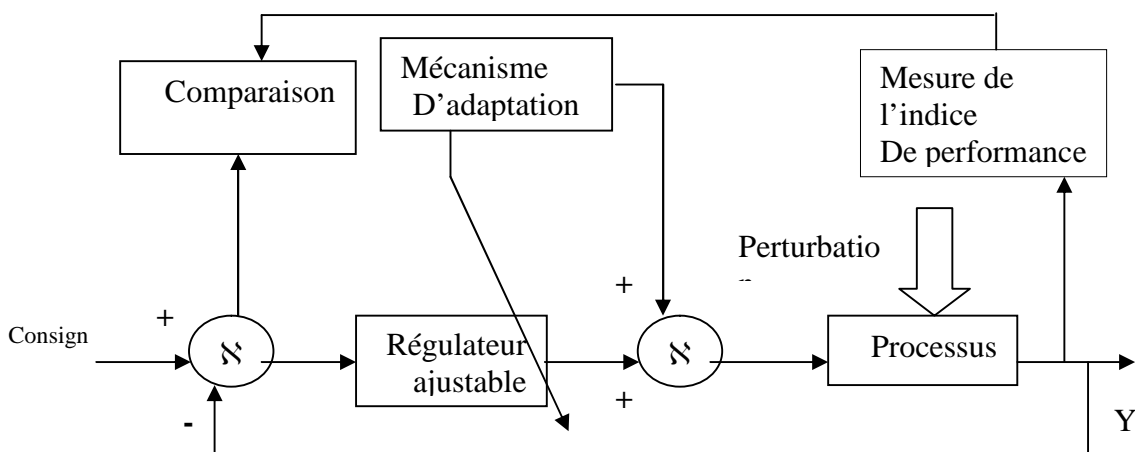 Comparaison
Mécanisme
D’adaptation
Mesure de
l’indice
De performance
Perturbatio
+
+
Consign
ℵ
Régulateur
ajustable
ℵ
Processus
+
-
Y